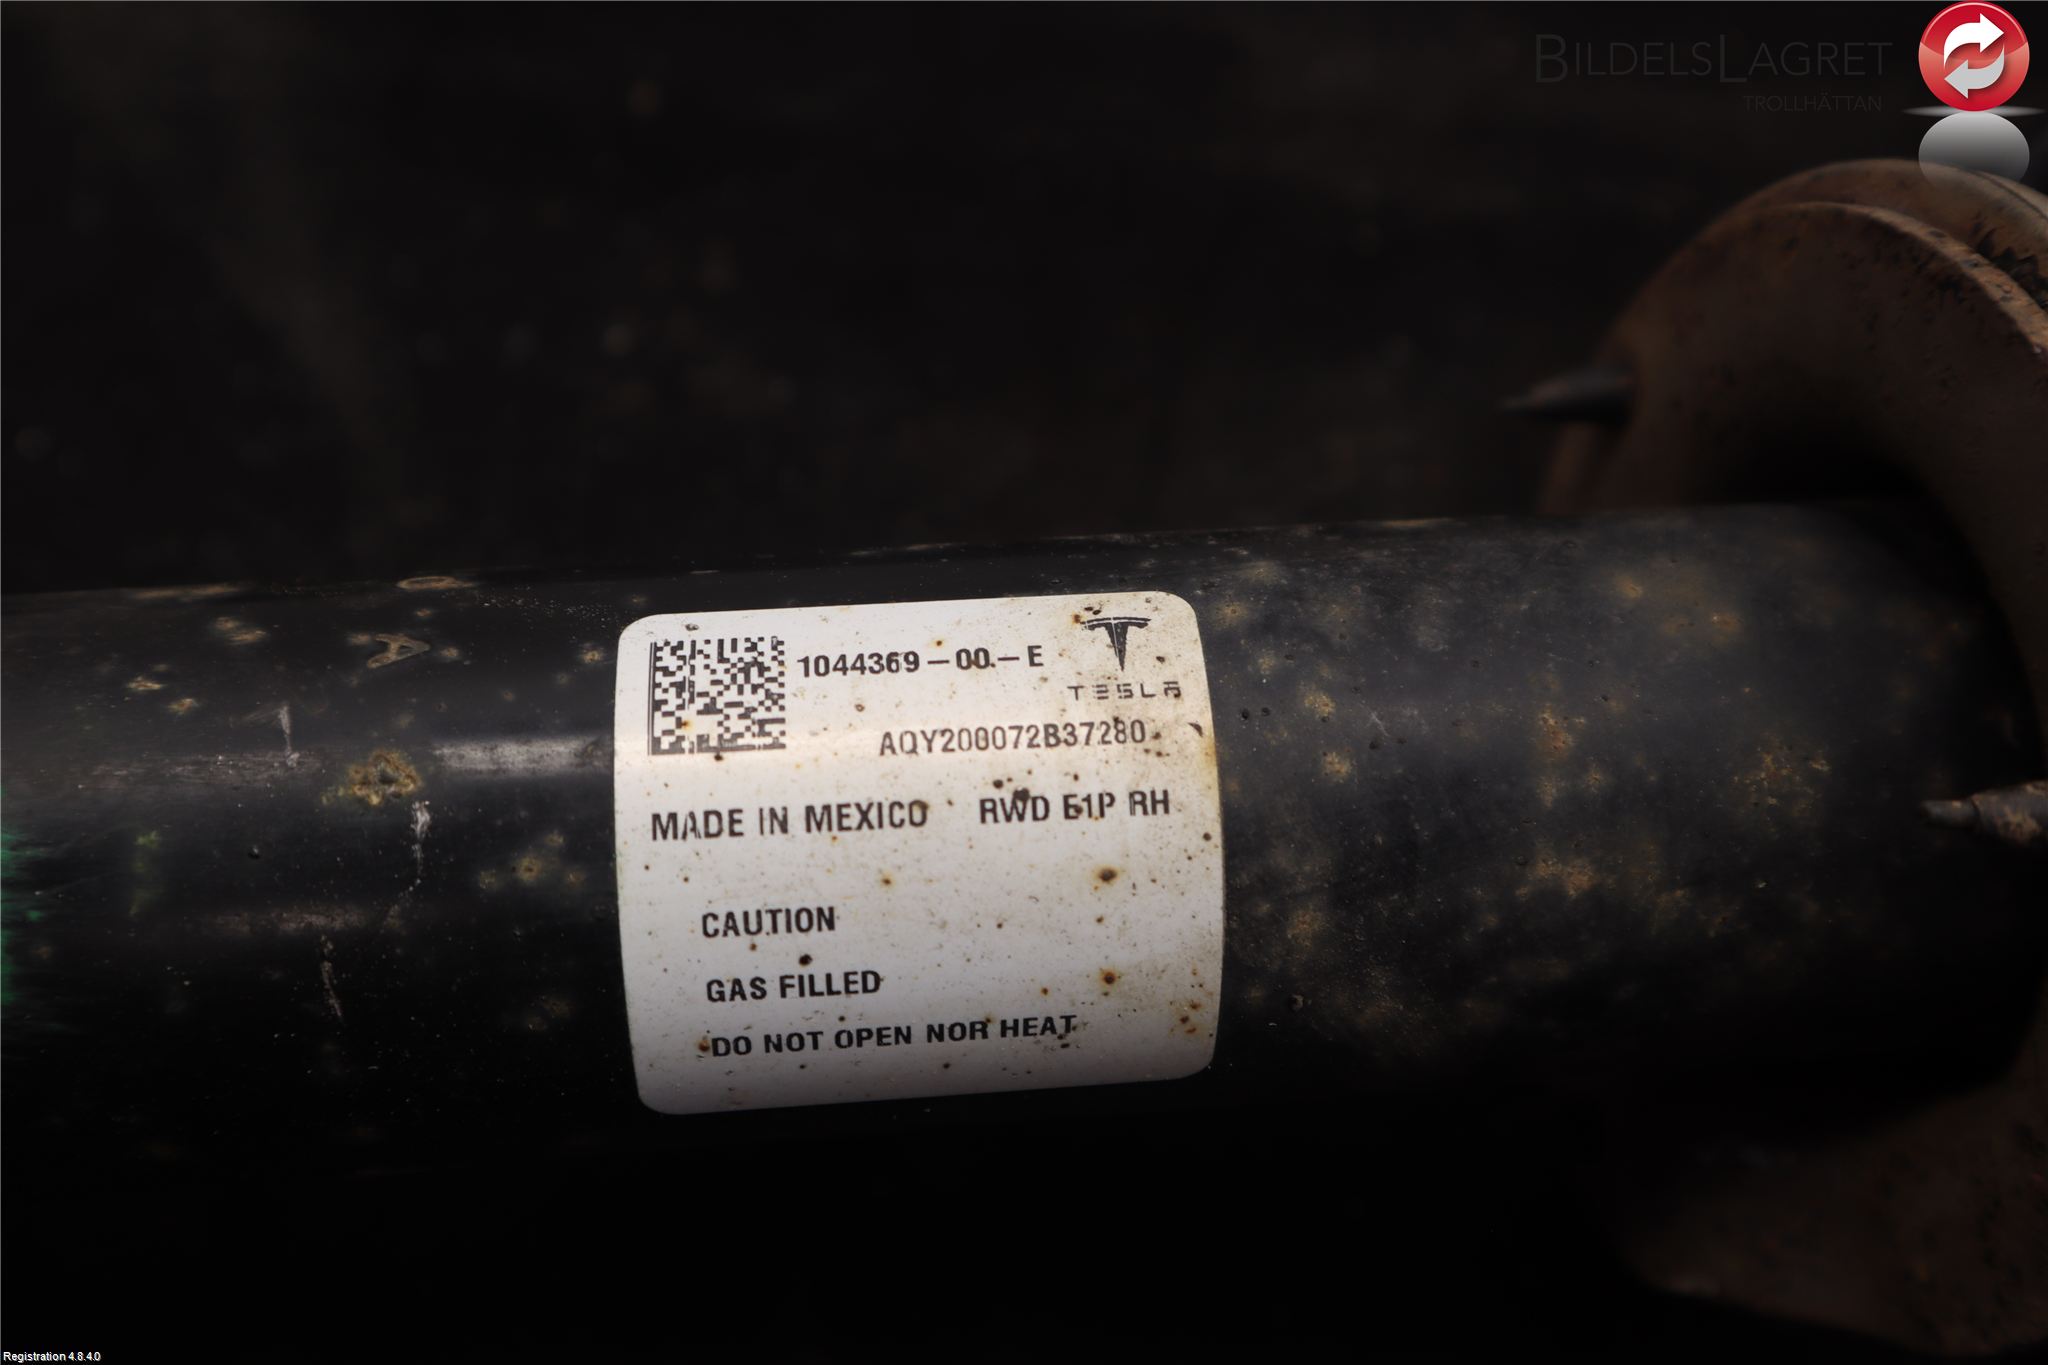 BILDELSLAGRET
TROLLHÄTTAN
1044369-00-E
TESLA
AQY200072B37280
MADE IN MEXICO RWD E1P RH
CAUTION
GAS FILLED
DO NOT OPEN NOR HEAT
Registration 4.8.4.0